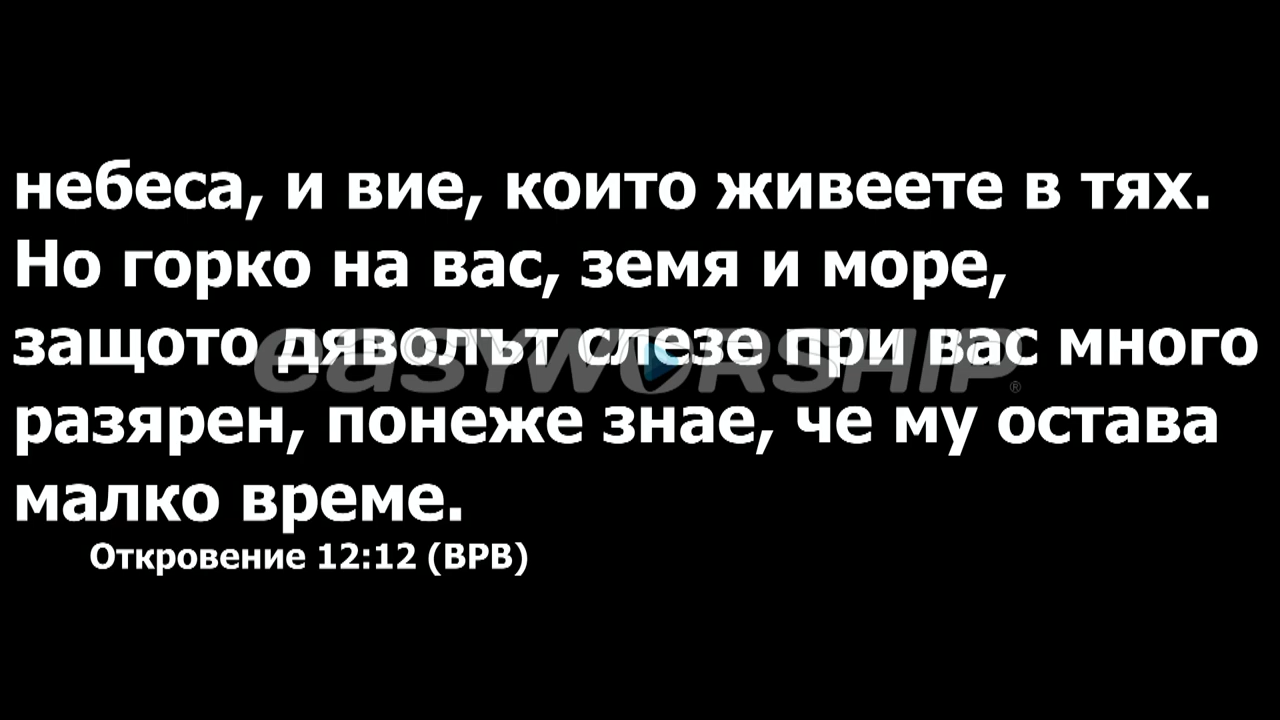 небеса, и вие, които живеете в тях.
Но горко на вас, земя и море,
защото дяволът слезе при вас много
разярен, понеже знае, че му остава
малко време.
Откровение 12:12 (ВРВ)
easyworship®